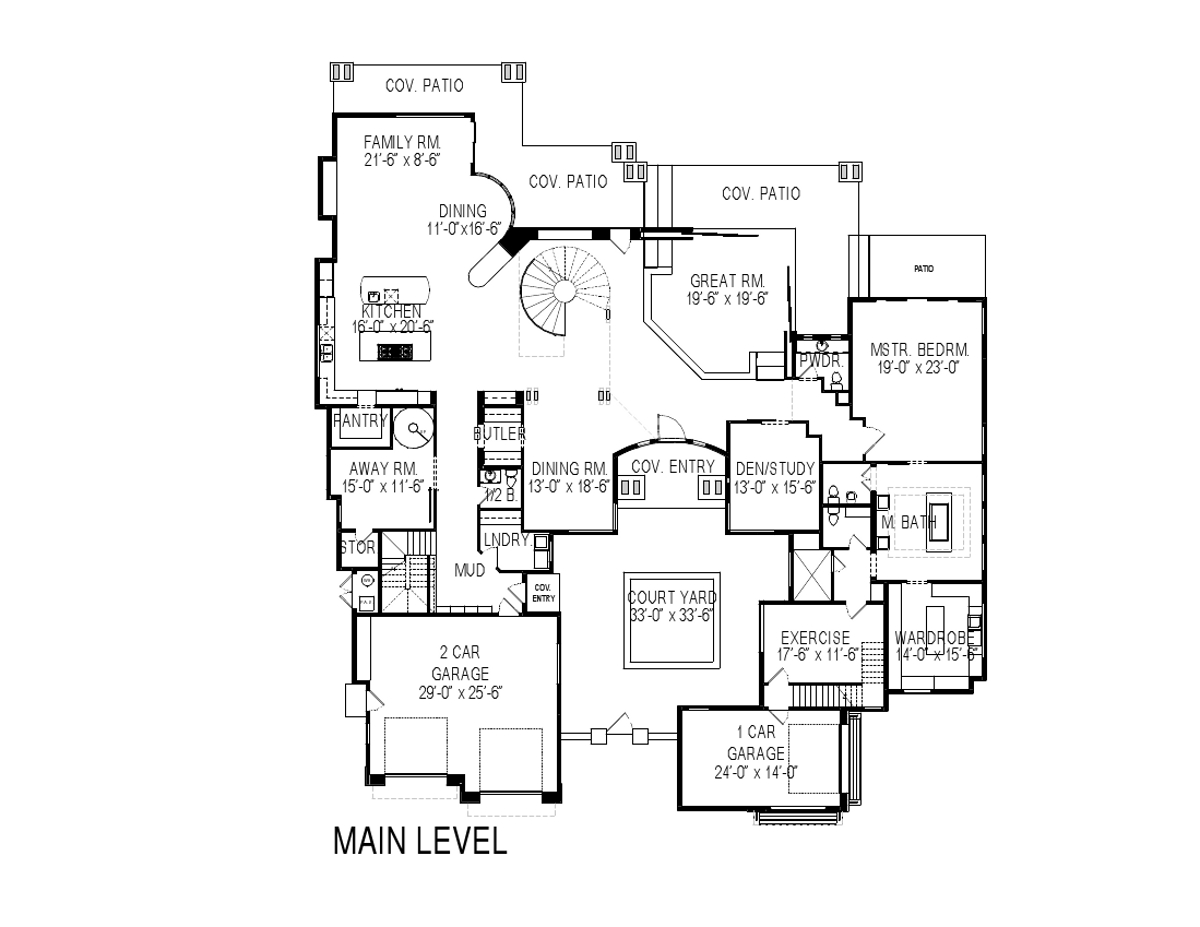 COV. PATIO
FAMILY RM.
21'-6" x 8'-6"
COV. PATIO
COV. PATIO
DINING
11'-0"x16'-6"
PATIO
GREAT RM.
19'-6" x 19'-6"
KITCHEN
16'-0" x 20'-6"
MSTR. BEDRM.
19'-0" x 23'-0"
PWDR.
PANTRY
BUTLER
AWAY RM.
15'-0" x 11'-6"
DINING RM.
13'-0" x 18'-6"
COV. ENTRY
DEN/STUDY
13'-0" x 15'-6"
1/2 B.
M. BATH
STOR.
LNDRY.
MUD
COV.
ENTRY
COURT YARD
33'-0" x 33'-6"
EXERCISE
17'-6" x 11'-6"
WARDROBE
14'-0" x 15'-6"
2 CAR
GARAGE
29'-0" x 25'-6"
1 CAR
GARAGE
24'-0" x 14'-0"
MAIN LEVEL